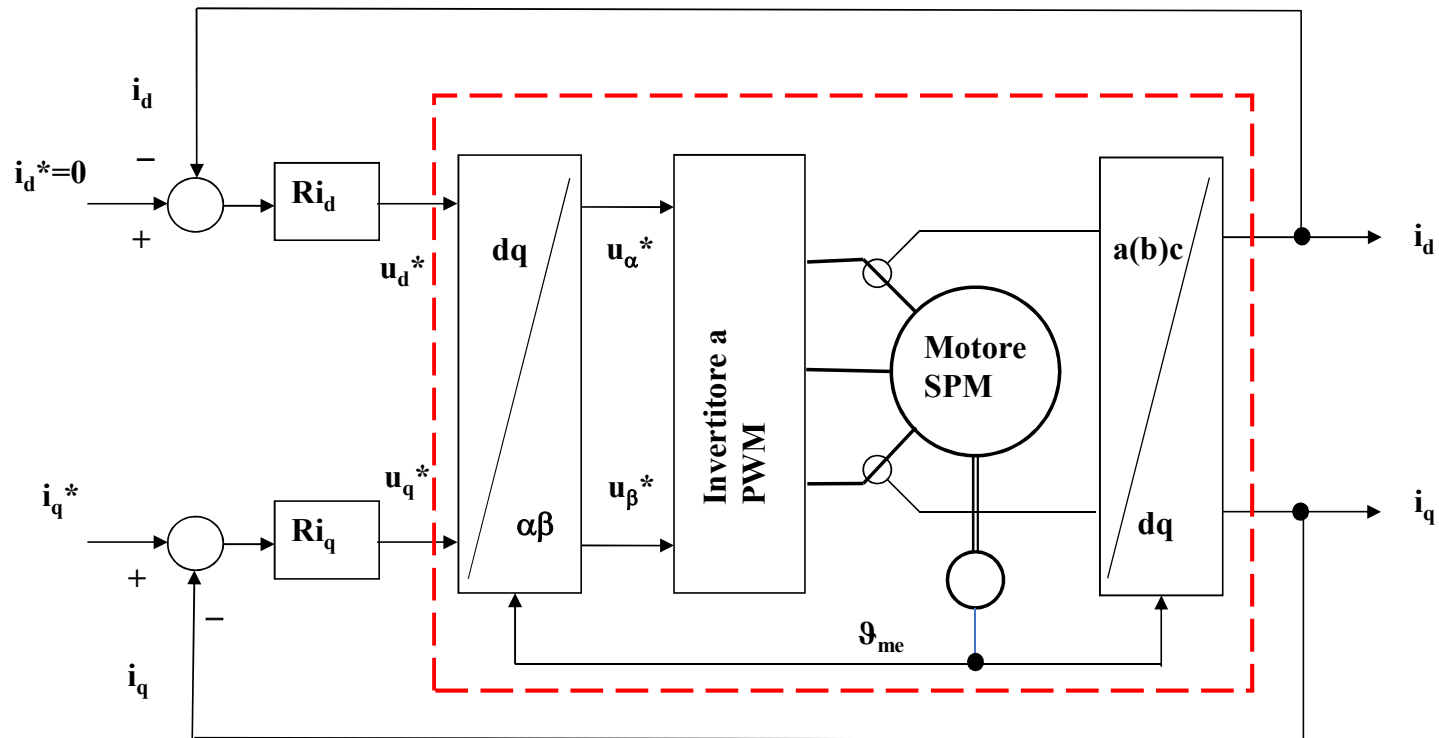 i_d
−
i_d*=0
+
Ri_d
u_d*
dq
αβ
u_α*
Invertitore a
PWM
Motore
SPM
a(b)c
dq
i_d
i_q*
+
−
Ri_q
u_q*
u_β*
i_q
i_q
ϑ_me